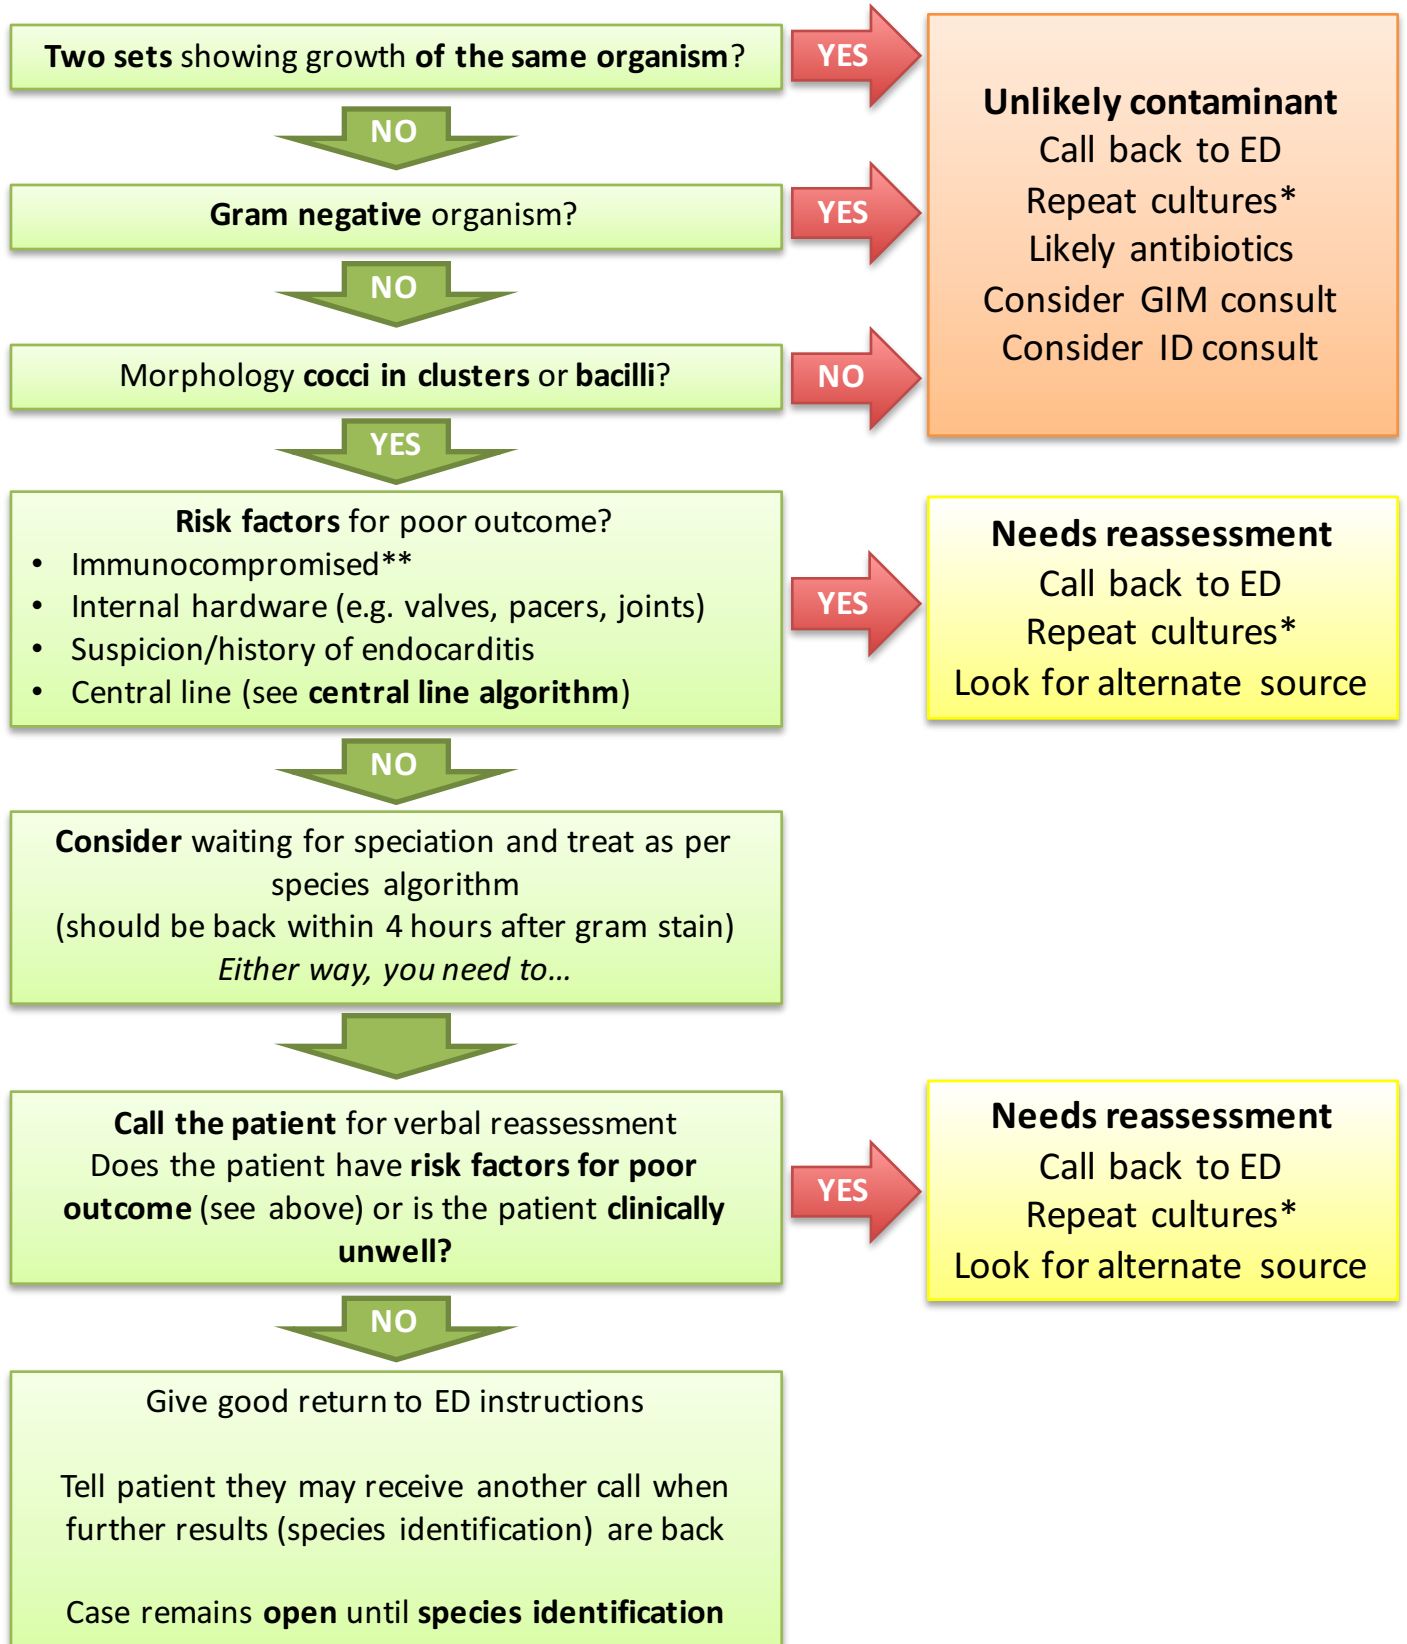 Two sets showing growth of the same organism?
YES
NO
Gram negative organism?
YES
NO
Morphology cocci in clusters or bacilli?
NO
YES
Unlikely contaminant
Call back to ED
Repeat cultures*
Likely antibiotics
Consider GIM consult
Consider ID consult
Risk factors for poor outcome?
• Immunocompromised**
• Internal hardware (e.g. valves, pacers, joints)
• Suspicion/history of endocarditis
• Central line (see central line algorithm)
YES
Needs reassessment
Call back to ED
Repeat cultures*
Look for alternate source
NO
Consider waiting for speciation and treat as per
species algorithm
(should be back within 4 hours after gram stain)
Either way, you need to...
Call the patient for verbal reassessment
Does the patient have risk factors for poor
outcome (see above) or is the patient clinically
unwell?
YES
Needs reassessment
Call back to ED
Repeat cultures*
Look for alternate source
NO
Give good return to ED instructions
Tell patient they may receive another call when
further results (species identification) are back
Case remains open until species identification